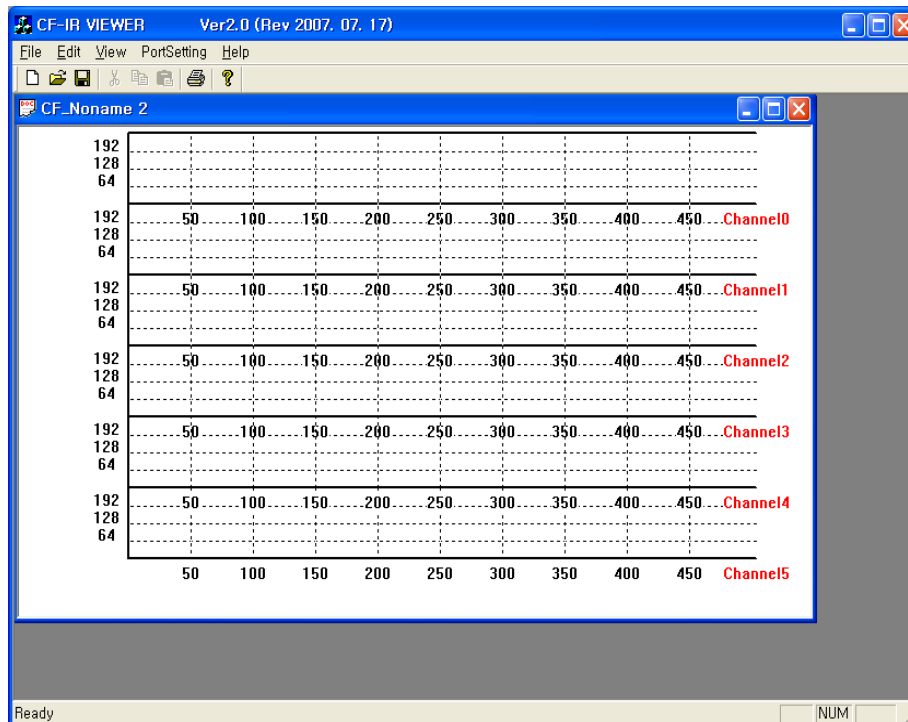 CF-IR VIEWER Ver2.0 (Rev 2007. 07. 17)
File Edit View PortSetting Help
CF_Noname 2
192
128
64
192 50 100 150 200 250 300 350 400 450 Channel0
128
64
192 50 100 150 200 250 300 350 400 450 Channel1
128
64
192 50 100 150 200 250 300 350 400 450 Channel2
128
64
192 50 100 150 200 250 300 350 400 450 Channel3
128
64
192 50 100 150 200 250 300 350 400 450 Channel4
128
64
50 100 150 200 250 300 350 400 450 Channel5
Ready NUM